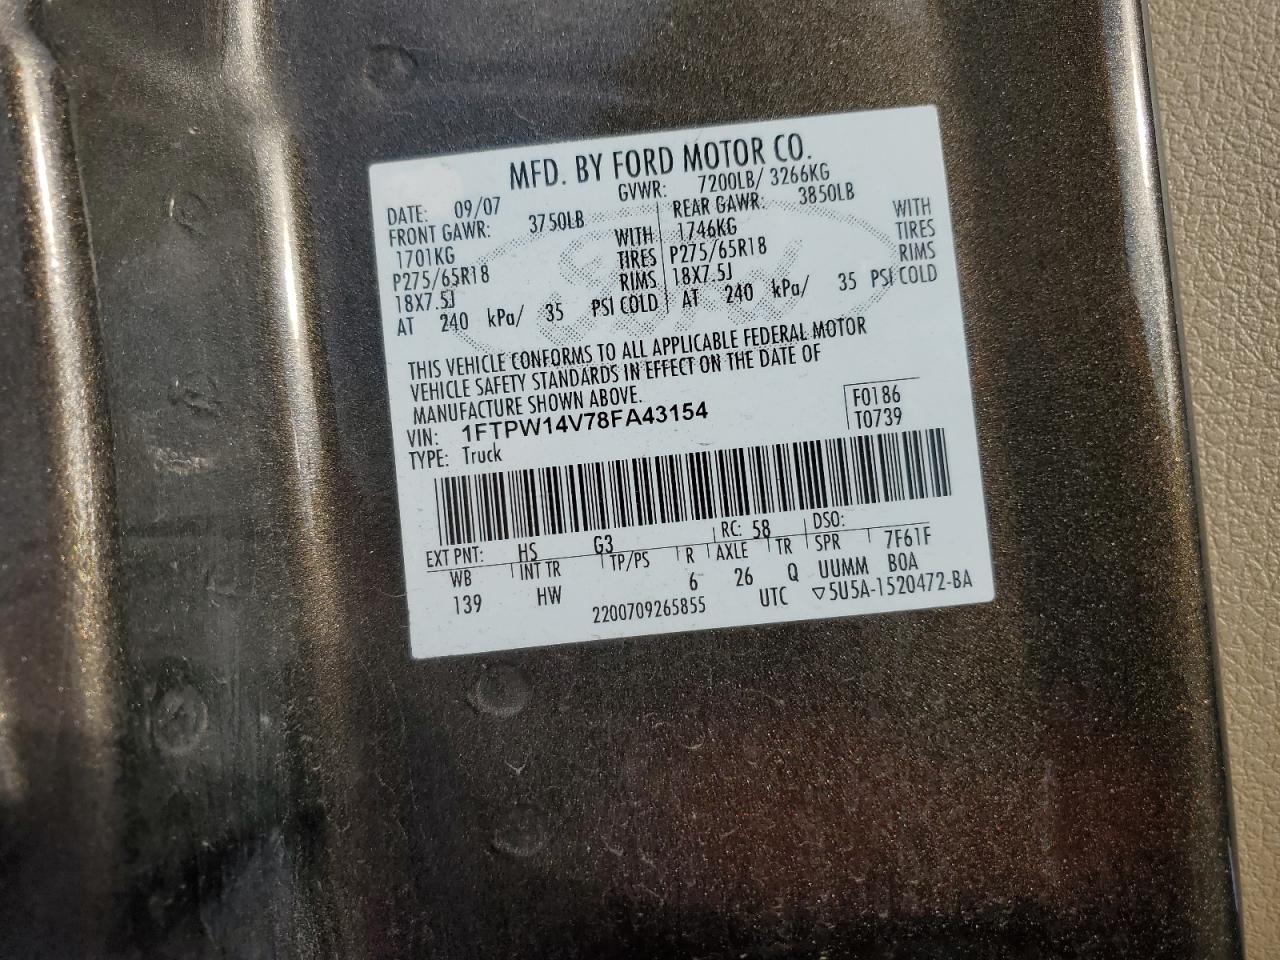 MFD. BY FORD MOTOR CO.
DATE: 09/07 GVWR: 7200LB/ 3266KG
FRONT GAWR: 3750LB REAR GAWR: 3850LB
1701KG WITH 1746KG WITH
P275/65R18 TIRES P275/65R18 TIRES
18X7.5J RIMS 18X7.5J RIMS
AT 240 kPa/ 35 PSI COLD AT 240 kPa/ 35 PSI COLD
THIS VEHICLE CONFORMS TO ALL APPLICABLE FEDERAL MOTOR
VEHICLE SAFETY STANDARDS IN EFFECT ON THE DATE OF
MANUFACTURE SHOWN ABOVE.
VIN: 1FTPW14V78FA43154 F0186
TYPE: Truck T0739
EXT PNT: HS G3 RC: 58 DSO:
WB INT TR TP/PS R AXLE TR SPR 7F61F
139 HW 6 26 Q UUMM BOA
2200709265855 UTC ▽5U5A-1520472-BA